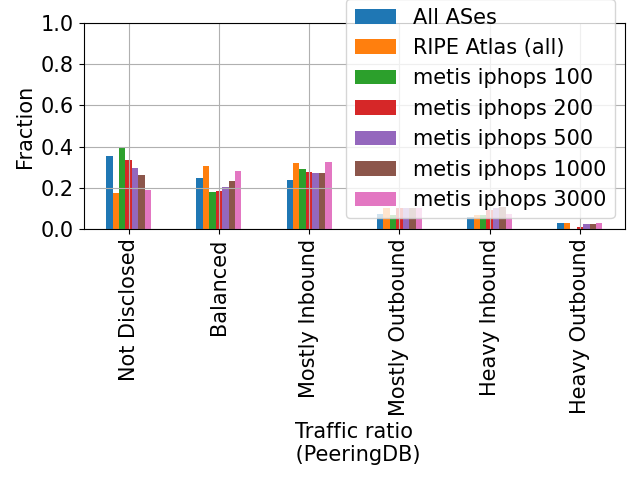 All ASes
RIPE Atlas (all)
metis iphops 100
metis iphops 200
metis iphops 500
metis iphops 1000
metis iphops 3000
Fraction
1.0
0.8
0.6
0.4
0.2
0.0
Not Disclosed
Balanced
Mostly Inbound
Mostly Outbound
Heavy Inbound
Heavy Outbound
Traffic ratio
(PeeringDB)